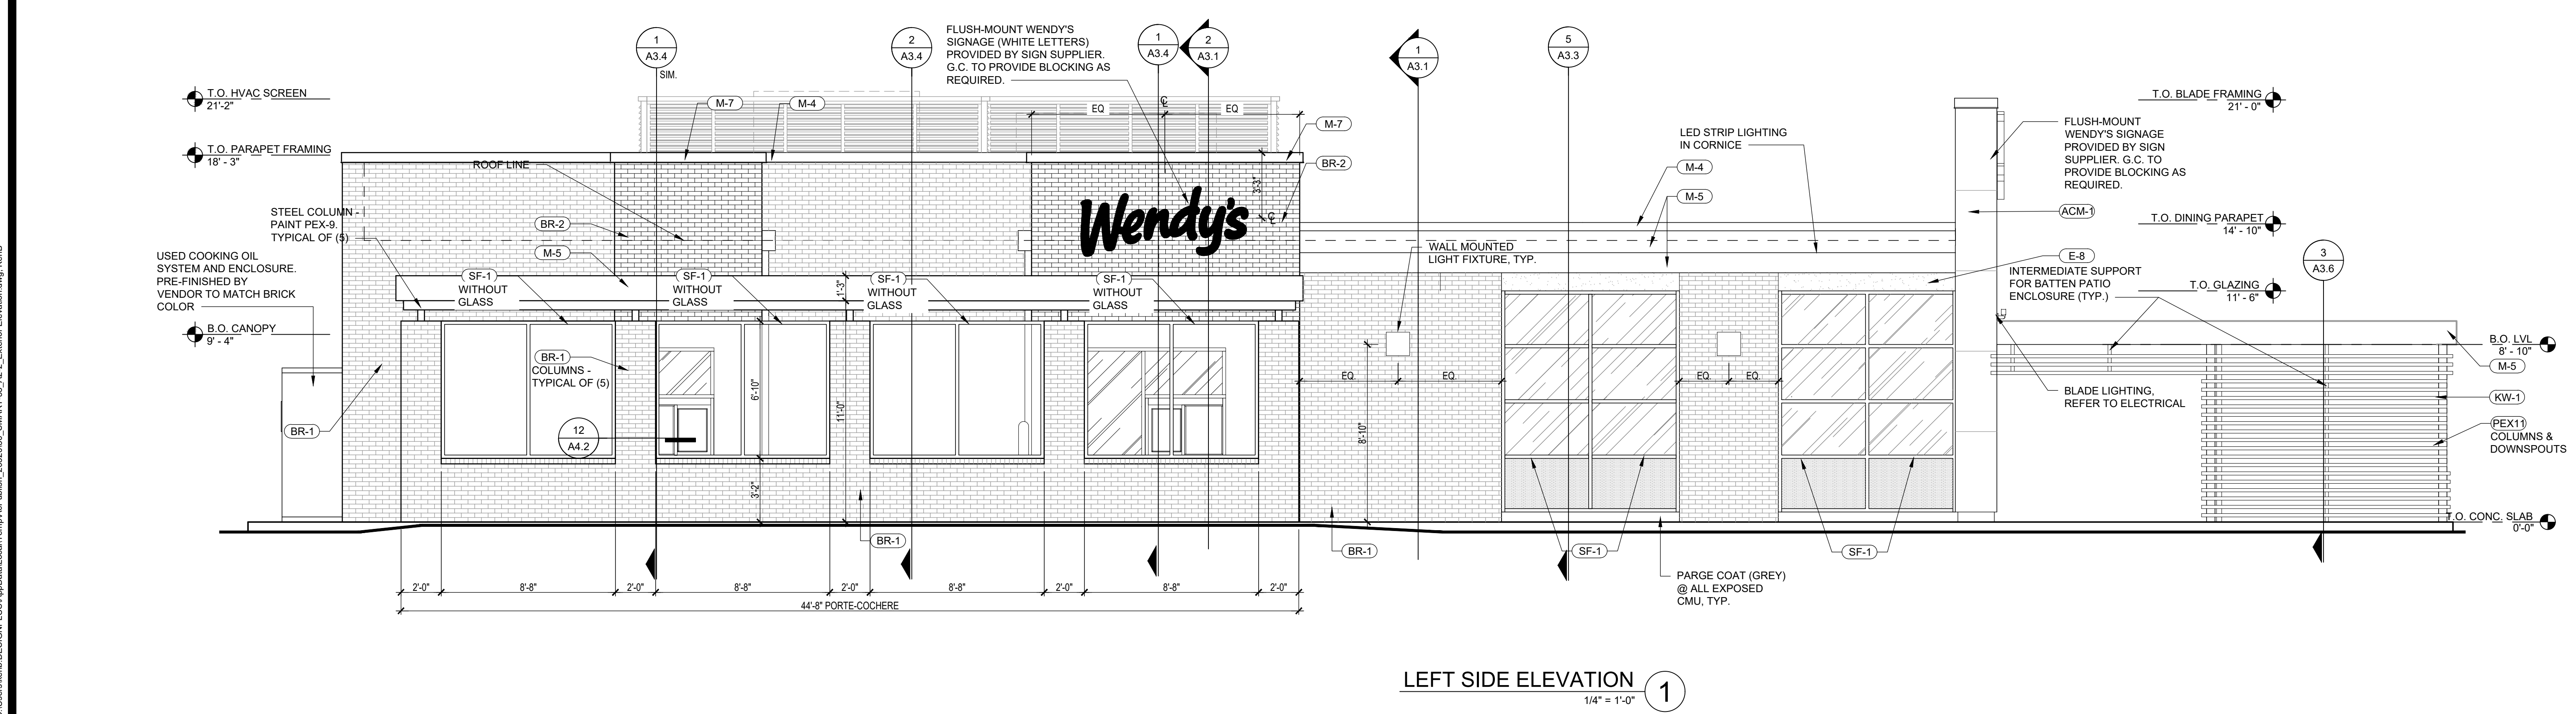 1
A3.4
SIM.
2
A3.4
FLUSH-MOUNT WENDY'S
SIGNAGE (WHITE LETTERS)
PROVIDED BY SIGN SUPPLIER.
G.C. TO PROVIDE BLOCKING AS
REQUIRED.
1
A3.4
2
A3.1
1
A3.1
5
A3.3
T.O. HVAC SCREEN
21'-2"
T.O. PARAPET FRAMING
18' - 3"
M-7
M-4
EQ
℄
EQ
M-7
BR-2
3'-3"
℄
ROOF LINE
LED STRIP LIGHTING
IN CORNICE
M-4
M-5
T.O. BLADE FRAMING
21' - 0"
FLUSH-MOUNT
WENDY'S SIGNAGE
PROVIDED BY SIGN
SUPPLIER. G.C. TO
PROVIDE BLOCKING AS
REQUIRED.
ACM-1
T.O. DINING PARAPET
14' - 10"
STEEL COLUMN -
PAINT PEX-9.
TYPICAL OF (5)
BR-2
M-5
Wendy's
WALL MOUNTED
LIGHT FIXTURE, TYP.
E-8
INTERMEDIATE SUPPORT
FOR BATTEN PATIO
ENCLOSURE (TYP.)
T.O. GLAZING
11' - 6"
3
A3.6
USED COOKING OIL
SYSTEM AND ENCLOSURE.
PRE-FINISHED BY
VENDOR TO MATCH BRICK
COLOR
B.O. CANOPY
9' - 4"
SF-1
WITHOUT
GLASS
SF-1
WITHOUT
GLASS
1'-3"
SF-1
WITHOUT
GLASS
SF-1
WITHOUT
GLASS
BR-1
COLUMNS -
TYPICAL OF (5)
6'-10"
11'-0"
3'-2"
12
A4.2
BR-1
EQ.
EQ.
EQ.
EQ.
8'-10"
BLADE LIGHTING,
REFER TO ELECTRICAL
B.O. LVL
8' - 10"
M-5
KW-1
PEX11
COLUMNS &
DOWNSPOUTS
T.O. CONC. SLAB
0'-0"
BR-1
BR-1
SF-1
SF-1
PARGE COAT (GREY)
@ ALL EXPOSED
CMU, TYP.
2'-0"
8'-8"
2'-0"
8'-8"
2'-0"
8'-8"
2'-0"
8'-8"
2'-0"
44'-8" PORTE-COCHERE
LEFT SIDE ELEVATION
1/4" = 1'-0"
1